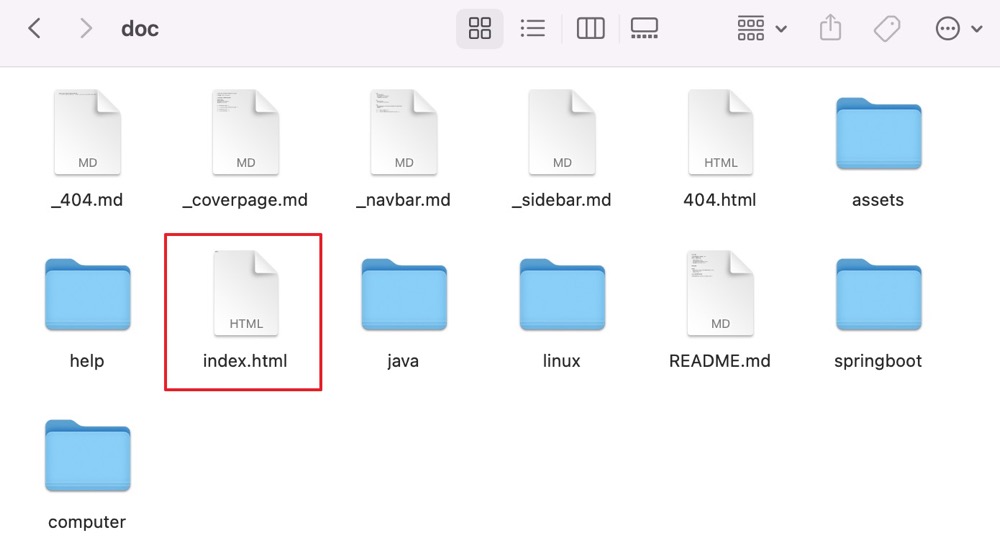 doc
MD
MD
MD
MD
HTML
_404.md
_coverpage.md
_navbar.md
_sidebar.md
404.html
assets
HTML
MD
help
index.html
java
linux
README.md
springboot
computer